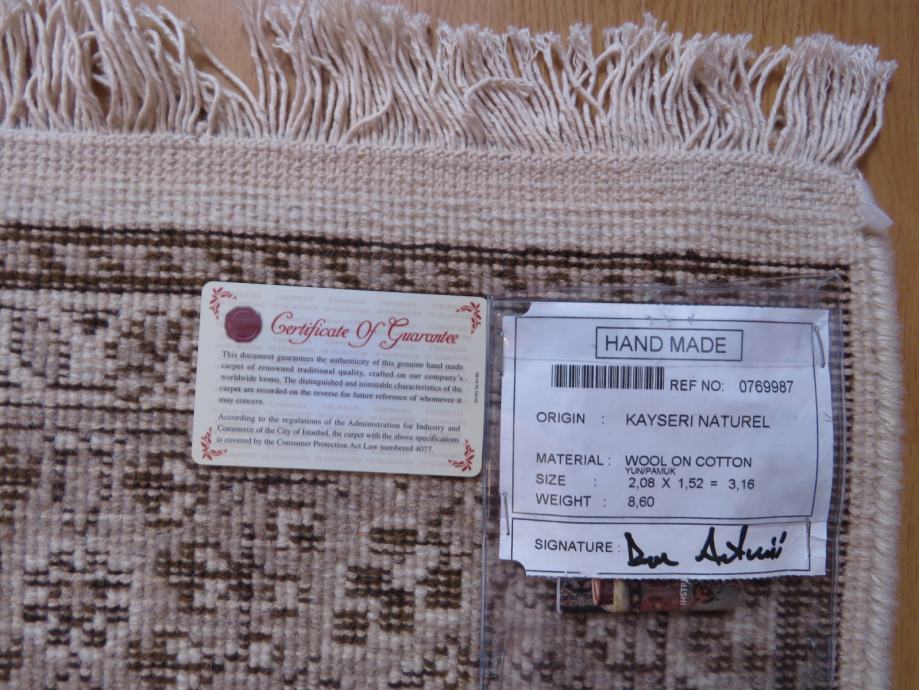 Certificate Of Guarantee
This document guarantees the authenticity of this genuine hand made
carpet of renowned traditional quality, crafted on our company's
worldwide looms. The distinguished and inimitable characteristics of the
carpet are recorded on the reverse for future reference of whomever it
may concern.
According to the regulations of the Administration for Industry and
Commerce of the City of Istanbul, the carpet with the above specifications
is covered by the Consumer Protection Act Law numbered 4077.
HAND MADE
REF NO: 0769987
ORIGIN : KAYSERI NATUREL
MATERIAL : WOOL ON COTTON
YUN/PAMUK
SIZE : 2,08 X 1,52 = 3,16
WEIGHT : 8,60
SIGNATURE :